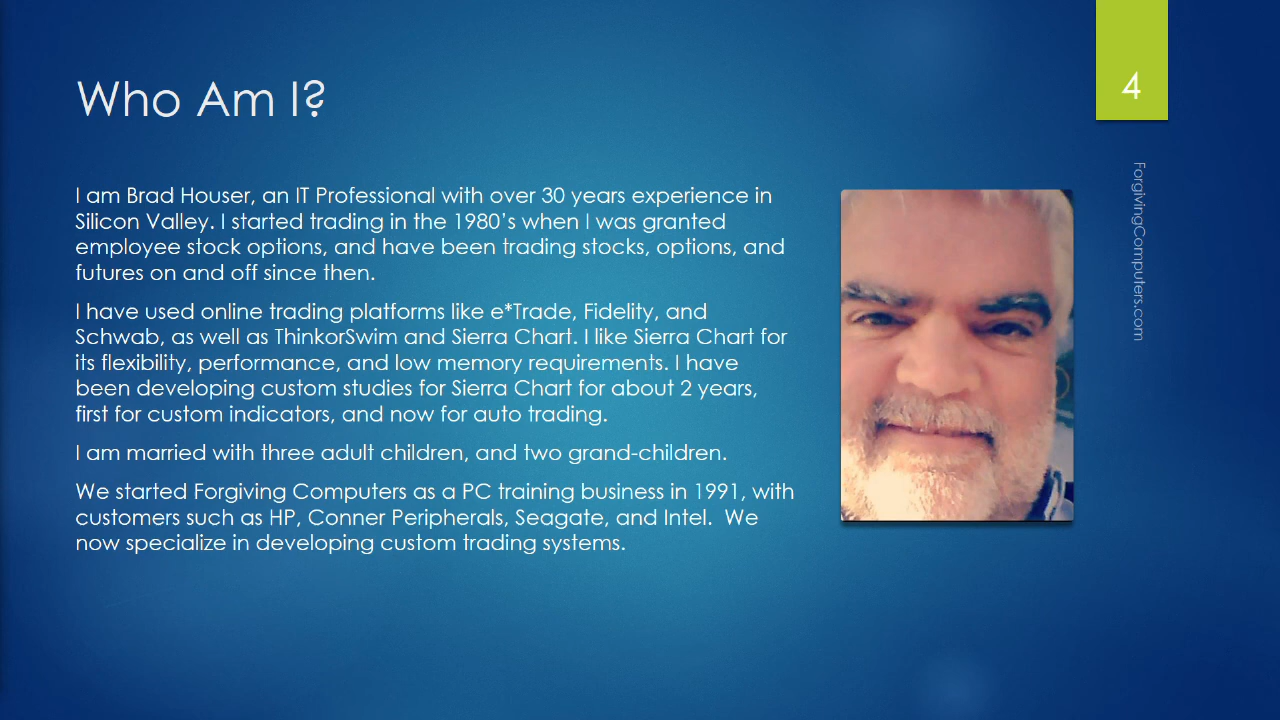 Who Am I?
4
I am Brad Houser, an IT Professional with over 30 years experience in
Silicon Valley. I started trading in the 1980's when I was granted
employee stock options, and have been trading stocks, options, and
futures on and off since then.
I have used online trading platforms like e*Trade, Fidelity, and
Schwab, as well as ThinkorSwim and Sierra Chart. I like Sierra Chart for
its flexibility, performance, and low memory requirements. I have
been developing custom studies for Sierra Chart for about 2 years,
first for custom indicators, and now for auto trading.
I am married with three adult children, and two grand-children.
We started Forgiving Computers as a PC training business in 1991, with
customers such as HP, Conner Peripherals, Seagate, and Intel.  We
now specialize in developing custom trading systems.
ForgivingComputers.com